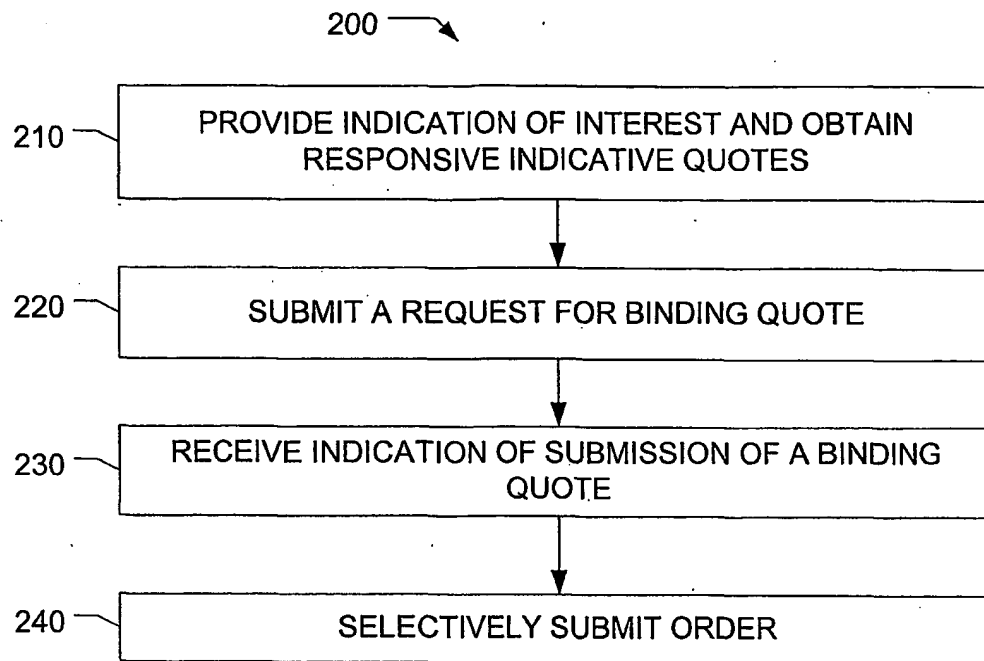 200
210
PROVIDE INDICATION OF INTEREST AND OBTAIN
RESPONSIVE INDICATIVE QUOTES
220
SUBMIT A REQUEST FOR BINDING QUOTE
230
RECEIVE INDICATION OF SUBMISSION OF A BINDING
QUOTE
240
SELECTIVELY SUBMIT ORDER